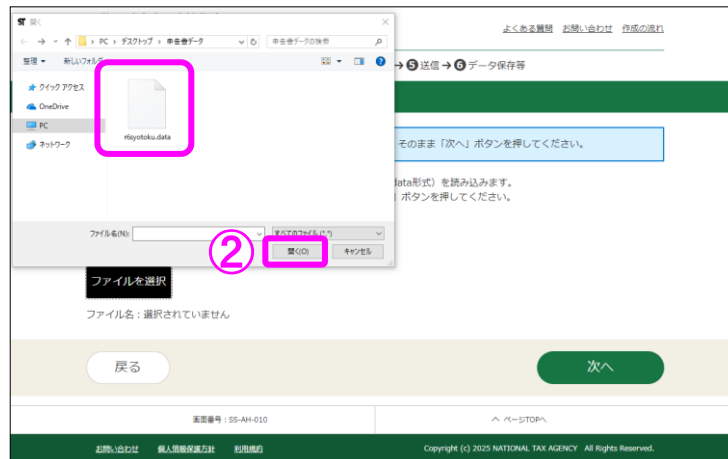 開く
よくある質問 お問い合わせ 作成の流れ
PC > デスクトップ > 申告書データ
申告書データの検索
整理 新しいフォルダ
→ ❺ 送信 → ❻ データ保存等
クイック アクセス
OneDrive
PC
ネットワーク
r6syotoku.data
そのまま「次へ」ボタンを押してください。
data形式）を読み込みます。
ボタンを押してください。
ファイル名(N):
すべてのファイル (*.*)
②
開く(O)
キャンセル
ファイルを選択
ファイル名：選択されていません
戻る
次へ
画面番号：SS-AH-010
ページTOPへ
お問い合わせ 個人情報保護方針 利用規約
Copyright (c) 2025 NATIONAL TAX AGENCY All Rights Reserved.